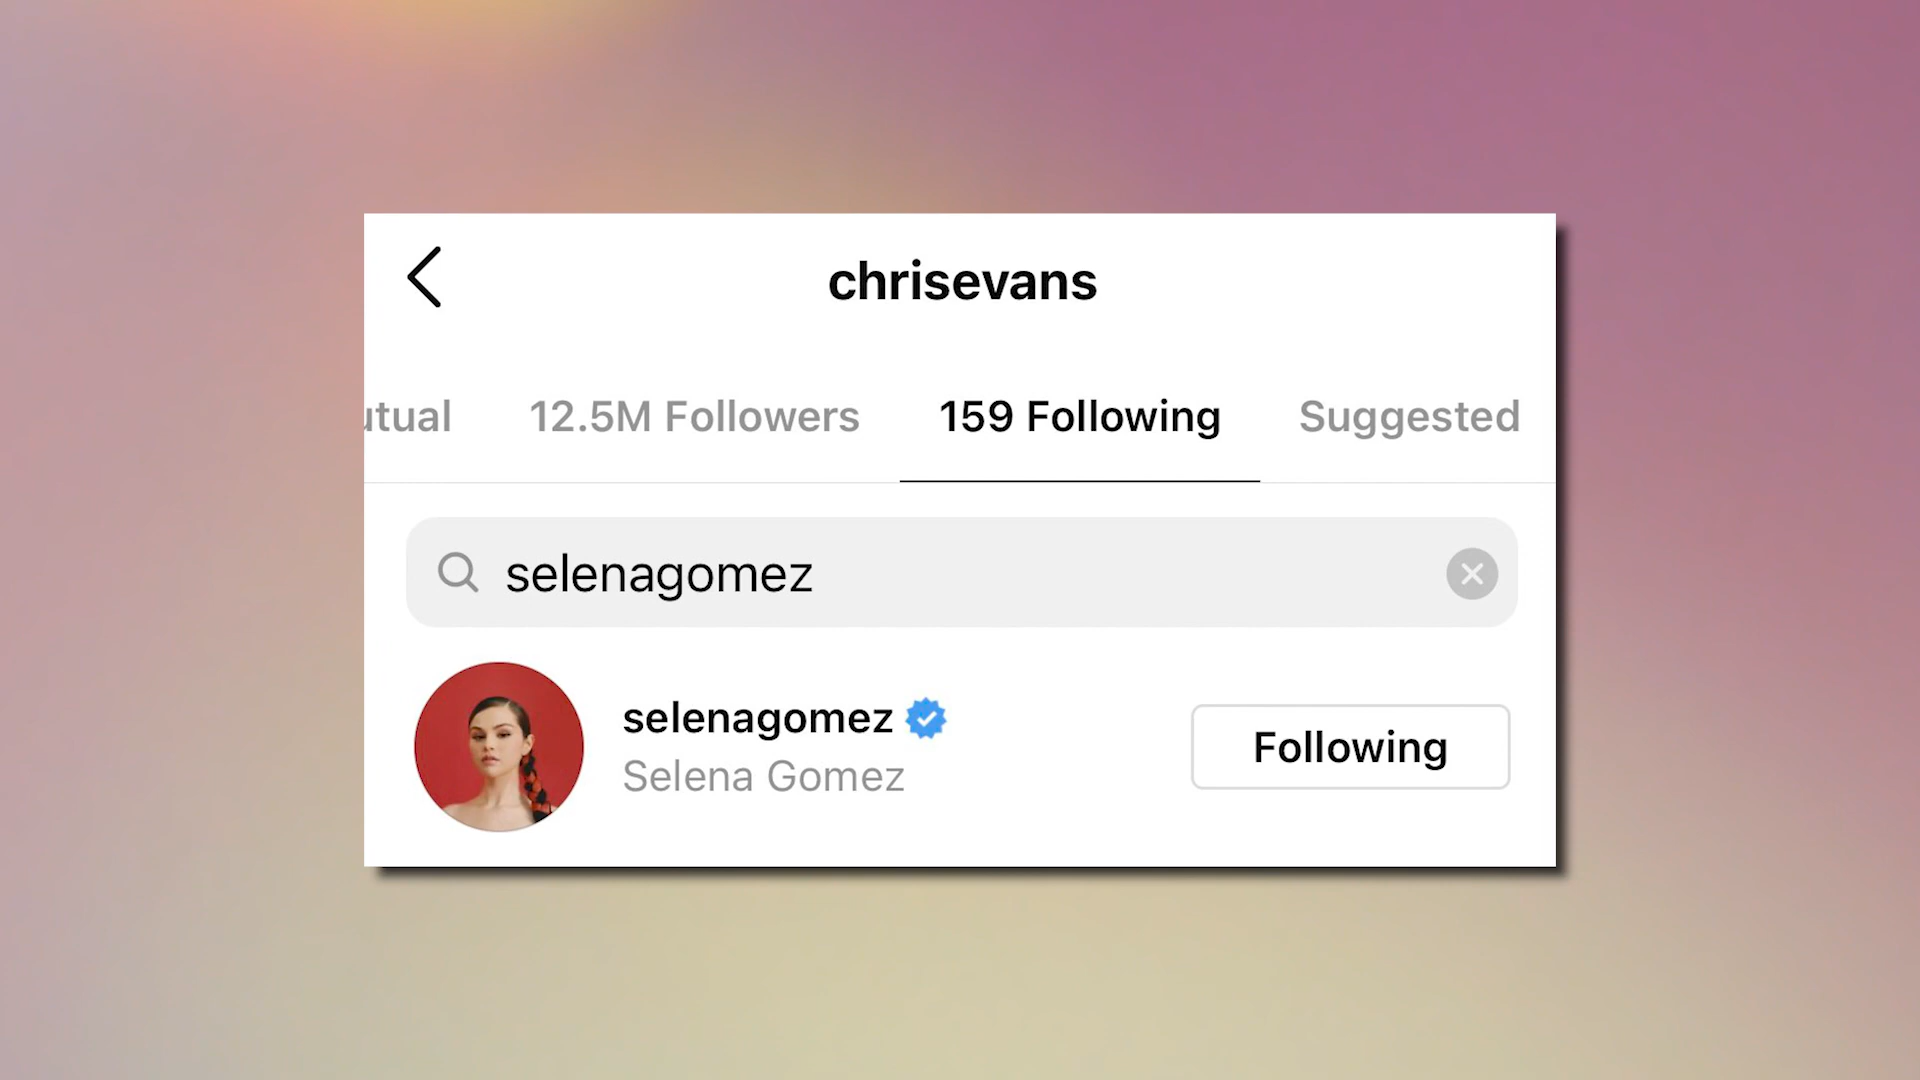 chrisevans
utual 12.5M Followers 159 Following Suggested
selenagomez
selenagomez
Selena Gomez
Following